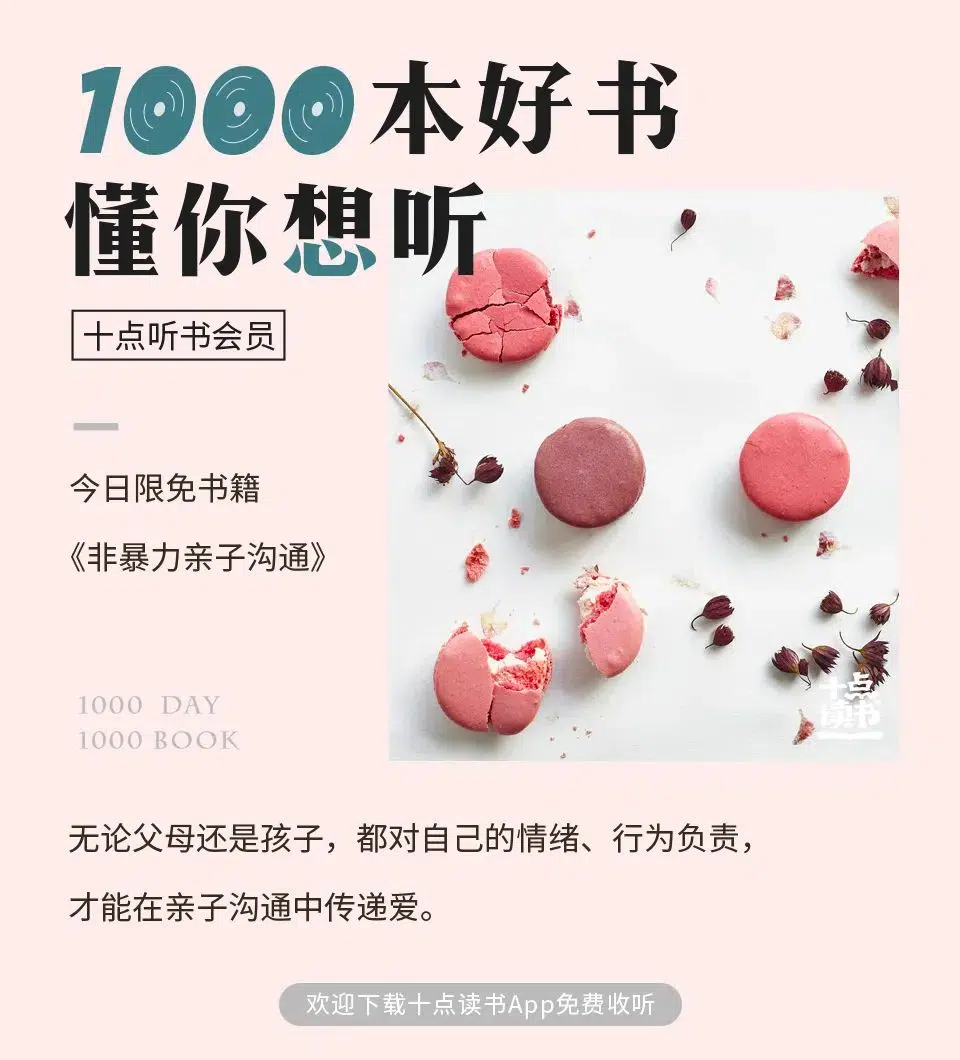 1000本好书
懂你想听
十点听书会员
今日限免书籍
《非暴力亲子沟通》
1000 DAY
1000 BOOK
十点
读书
无论父母还是孩子，都对自己的情绪、行为负责，
才能在亲子沟通中传递爱。
欢迎下载十点读书App免费收听